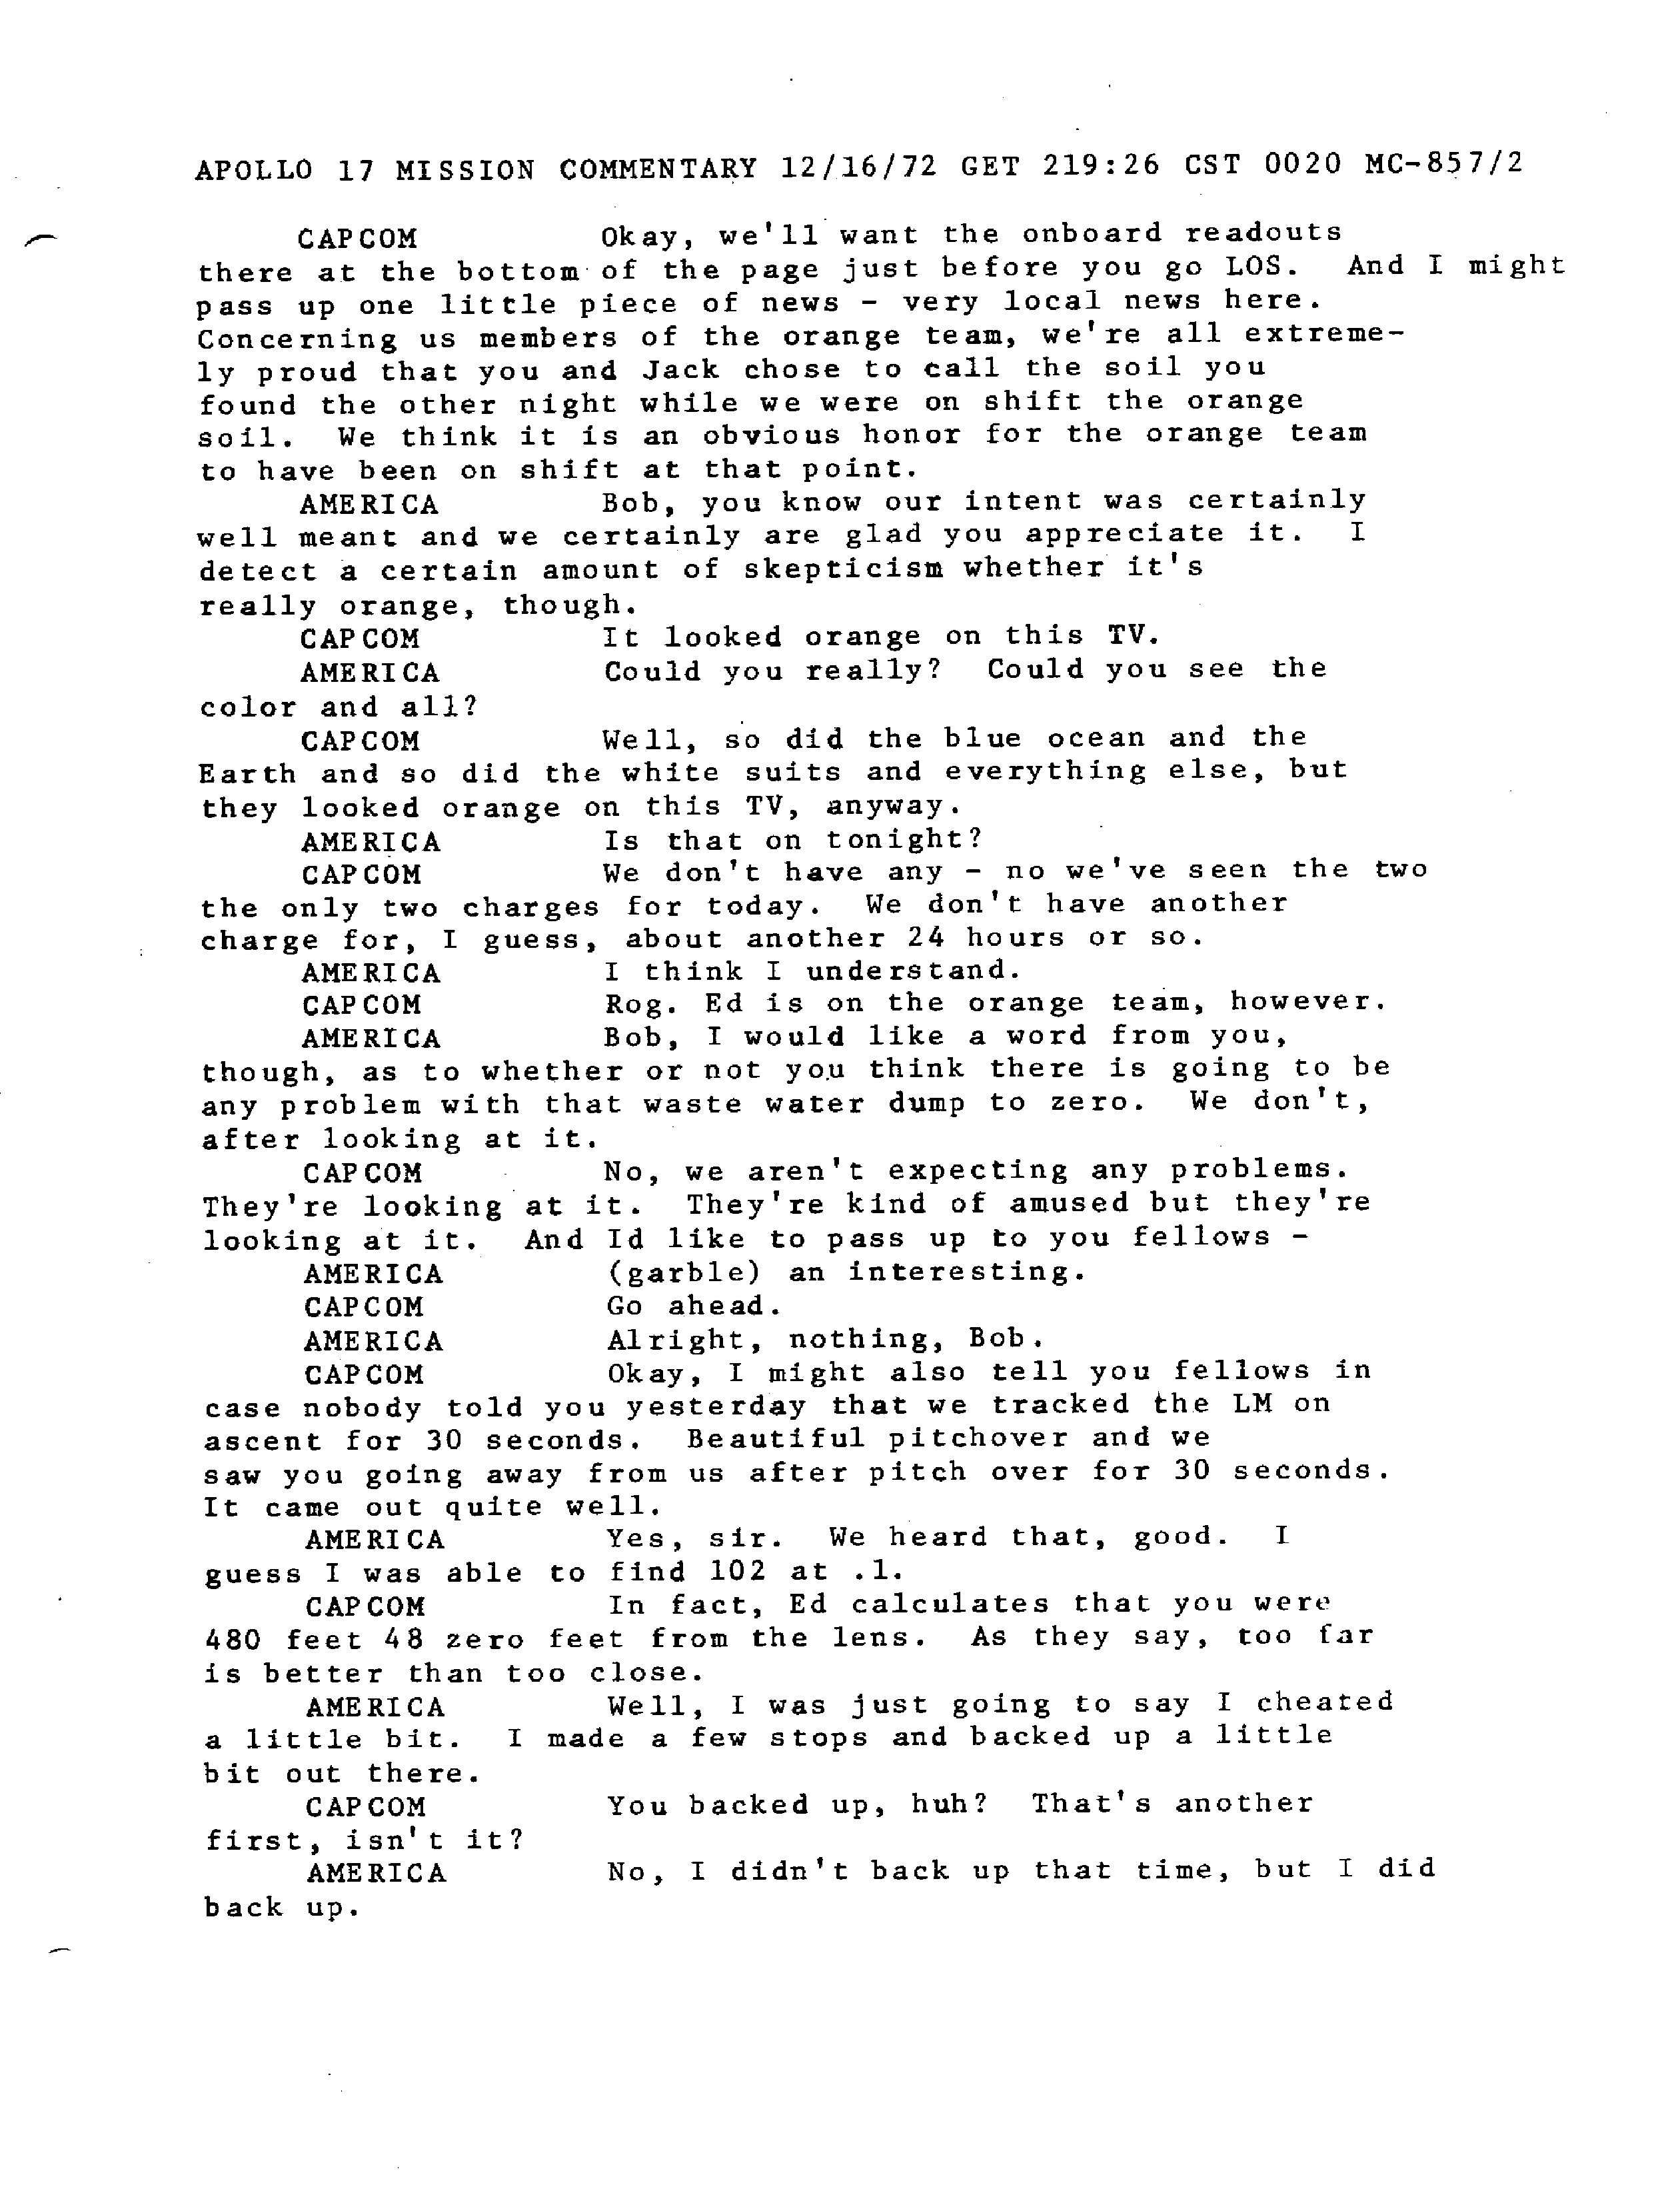 APOLLO 17 MISSION COMMENTARY 12/16/72 GET 219:26 CST 0020 MC-857/2
CAPCOM Okay, we'll want the onboard readouts
there at the bottom of the page just before you go LOS. And I might
pass up one little piece of news - very local news here.
Concerning us members of the orange team, we're all extreme-
ly proud that you and Jack chose to call the soil you
found the other night while we were on shift the orange
soil. We think it is an obvious honor for the orange team
to have been on shift at that point.
AMERICA Bob, you know our intent was certainly
well meant and we certainly are glad you appreciate it. I
detect a certain amount of skepticism whether it's
really orange, though.
CAPCOM It looked orange on this TV.
AMERICA Could you really? Could you see the
color and all?
CAPCOM Well, so did the blue ocean and the
Earth and so did the white suits and everything else, but
they looked orange on this TV, anyway.
AMERICA Is that on tonight?
CAPCOM We don't have any - no we've seen the two
the only two charges for today. We don't have another
charge for, I guess, about another 24 hours or so.
AMERICA I think I understand.
CAPCOM Rog. Ed is on the orange team, however.
AMERICA Bob, I would like a word from you,
though, as to whether or not you think there is going to be
any problem with that waste water dump to zero. We don't,
after looking at it.
CAPCOM No, we aren't expecting any problems.
They're looking at it. They're kind of amused but they're
looking at it. And Id like to pass up to you fellows -
AMERICA (garble) an interesting.
CAPCOM Go ahead.
AMERICA Alright, nothing, Bob.
CAPCOM Okay, I might also tell you fellows in
case nobody told you yesterday that we tracked the LM on
ascent for 30 seconds. Beautiful pitchover and we
saw you going away from us after pitch over for 30 seconds.
It came out quite well.
AMERICA Yes, sir. We heard that, good. I
guess I was able to find 102 at .1.
CAPCOM In fact, Ed calculates that you were
480 feet 48 zero feet from the lens. As they say, too far
is better than too close.
AMERICA Well, I was just going to say I cheated
a little bit. I made a few stops and backed up a little
bit out there.
CAPCOM You backed up, huh? That's another
first, isn't it?
AMERICA No, I didn't back up that time, but I did
back up.